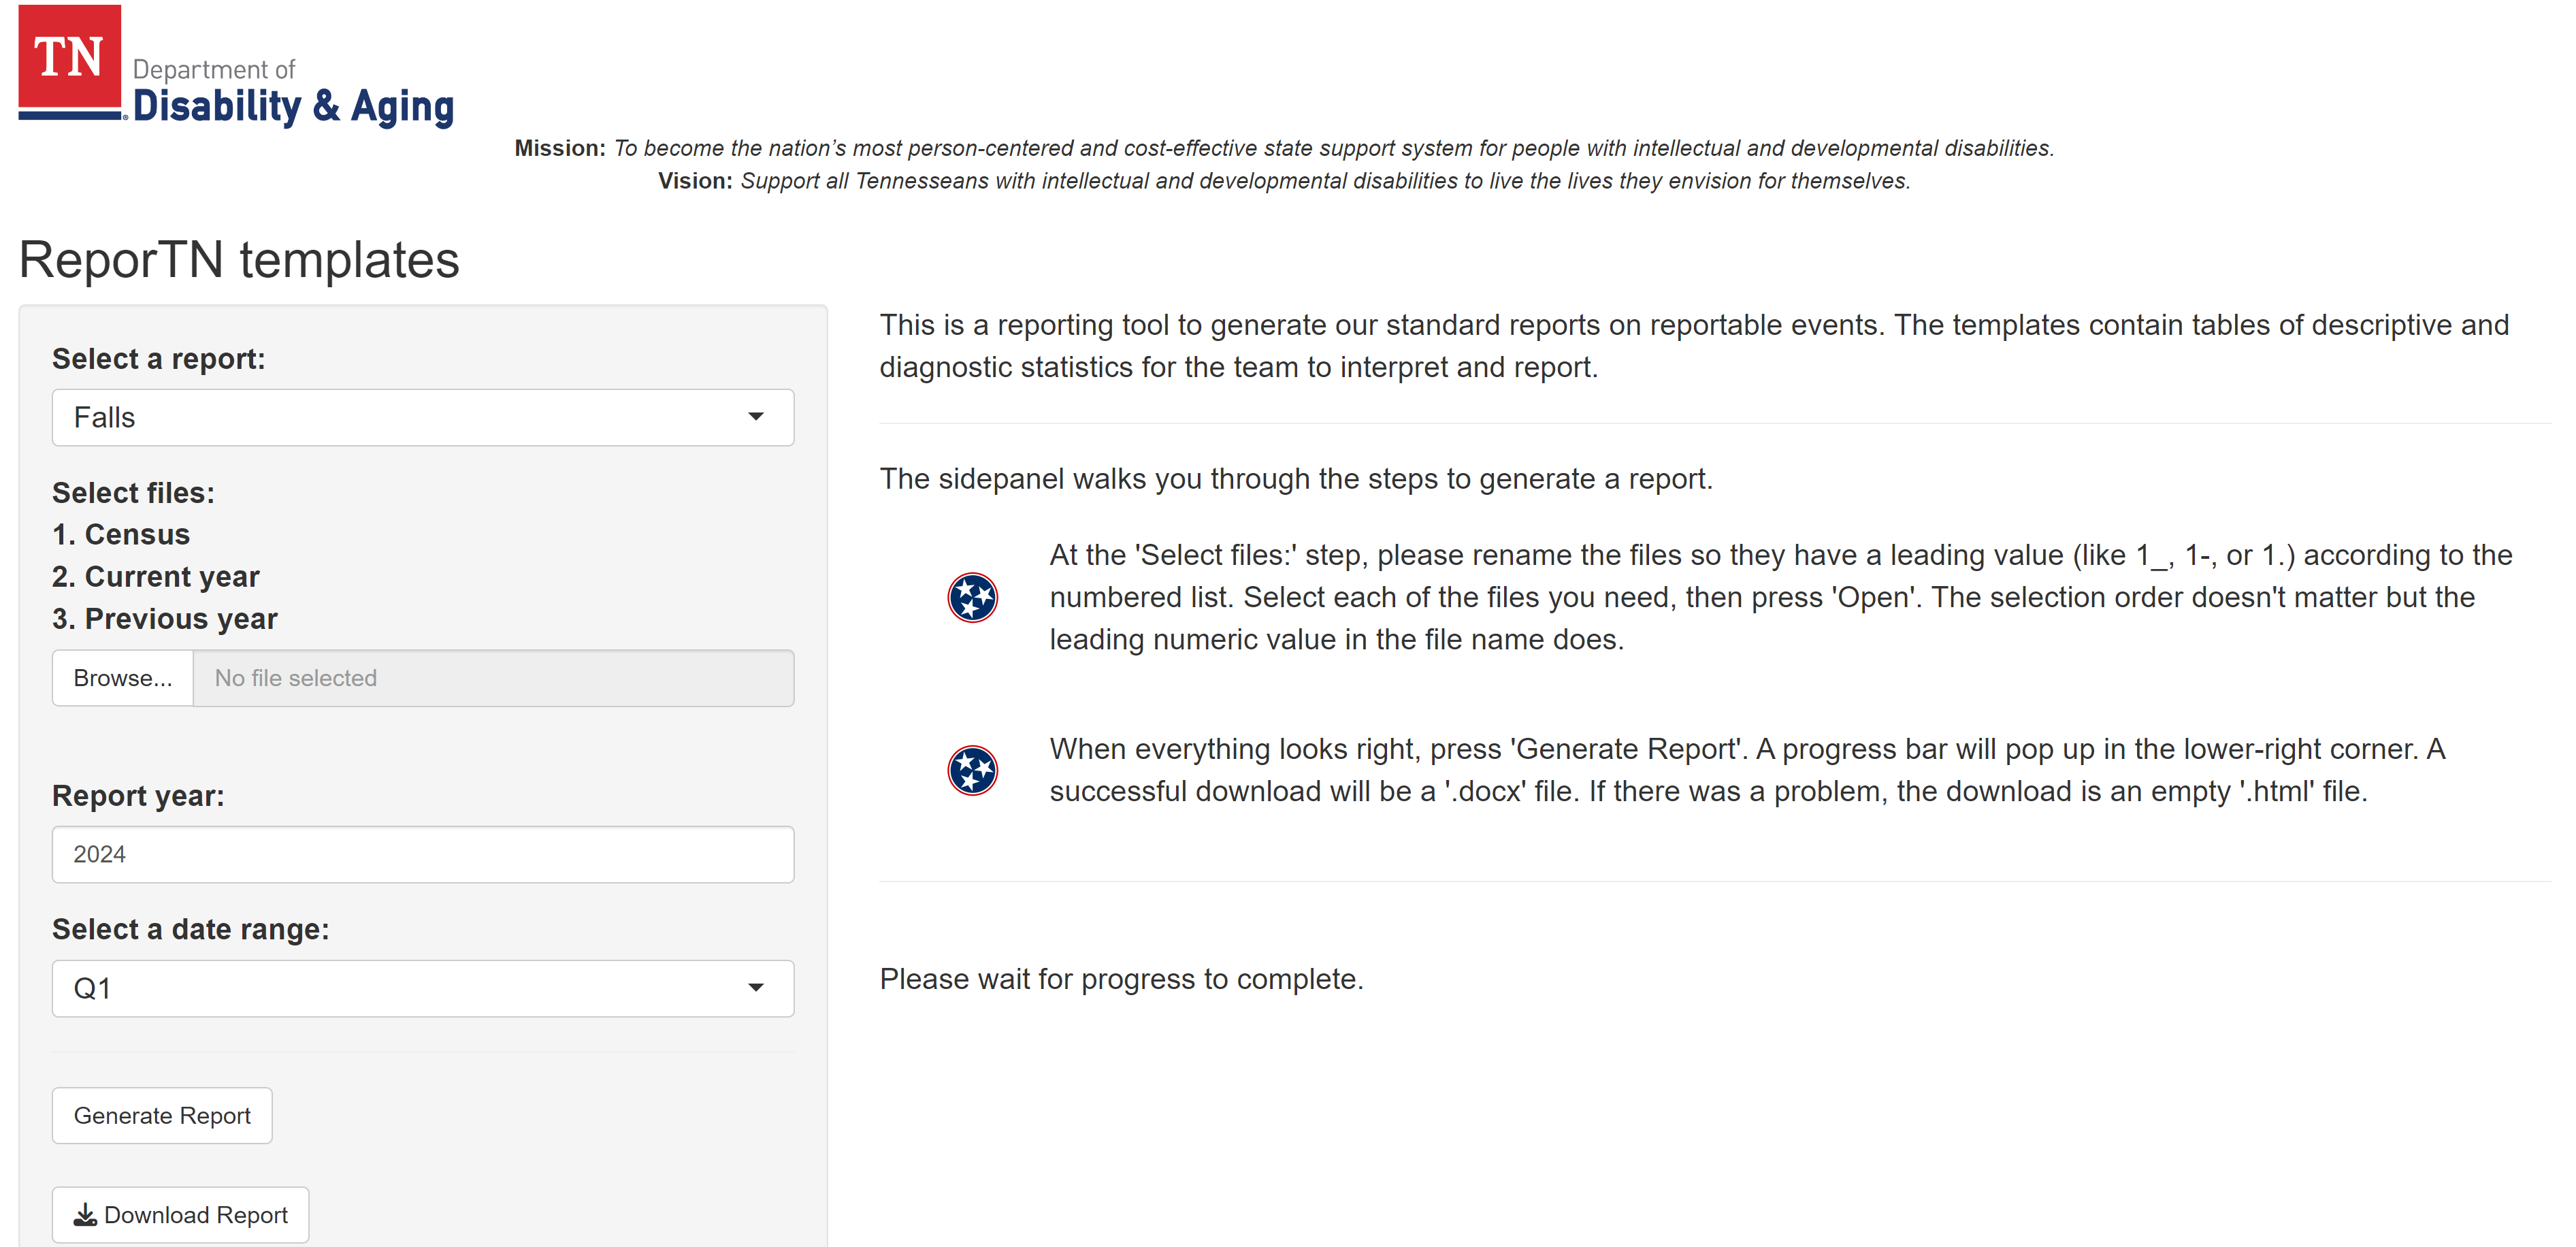 TN
Department of
Disability & Aging
Mission: To become the nation’s most person-centered and cost-effective state support system for people with intellectual and developmental disabilities.
Vision: Support all Tennesseans with intellectual and developmental disabilities to live the lives they envision for themselves.
ReporTN templates
Select a report:
Falls
Select files:
1. Census
2. Current year
3. Previous year
Browse... No file selected
Report year:
2024
Select a date range:
Q1
Generate Report
Download Report
This is a reporting tool to generate our standard reports on reportable events. The templates contain tables of descriptive and
diagnostic statistics for the team to interpret and report.
The sidepanel walks you through the steps to generate a report.
At the 'Select files:' step, please rename the files so they have a leading value (like 1_, 1-, or 1.) according to the
numbered list. Select each of the files you need, then press 'Open'. The selection order doesn't matter but the
leading numeric value in the file name does.
When everything looks right, press 'Generate Report'. A progress bar will pop up in the lower-right corner. A
successful download will be a '.docx' file. If there was a problem, the download is an empty '.html' file.
Please wait for progress to complete.